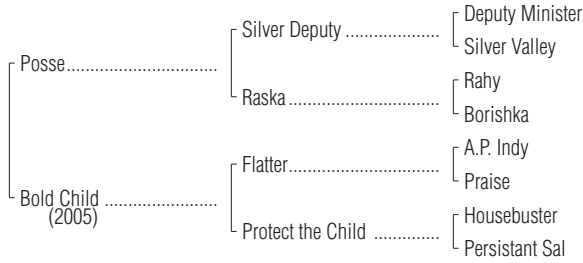 Deputy Minister
Silver Deputy ....................
Silver Valley
Posse................................
Rahy
Raska................................
Borishka
A.P. Indy
Flatter................................
Praise
Bold Child ........................
(2005)
Housebuster
Protect the Child ..............
Persistant Sal